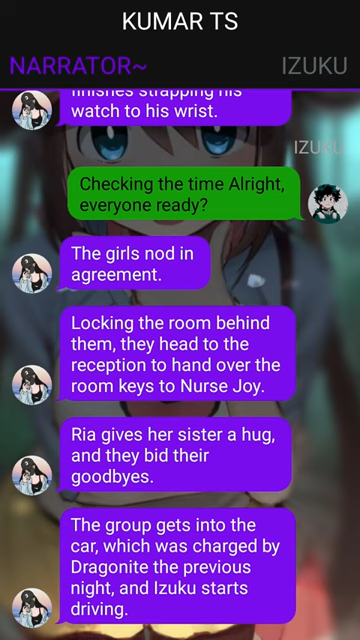 KUMAR TS
NARRATOR~
IZUKU
finishes strapping his
watch to his wrist.
IZUKU
Checking the time Alright,
everyone ready?
The girls nod in
agreement.
Locking the room behind
them, they head to the
reception to hand over the
room keys to Nurse Joy.
Ria gives her sister a hug,
and they bid their
goodbyes.
The group gets into the
car, which was charged by
Dragonite the previous
night, and Izuku starts
driving.